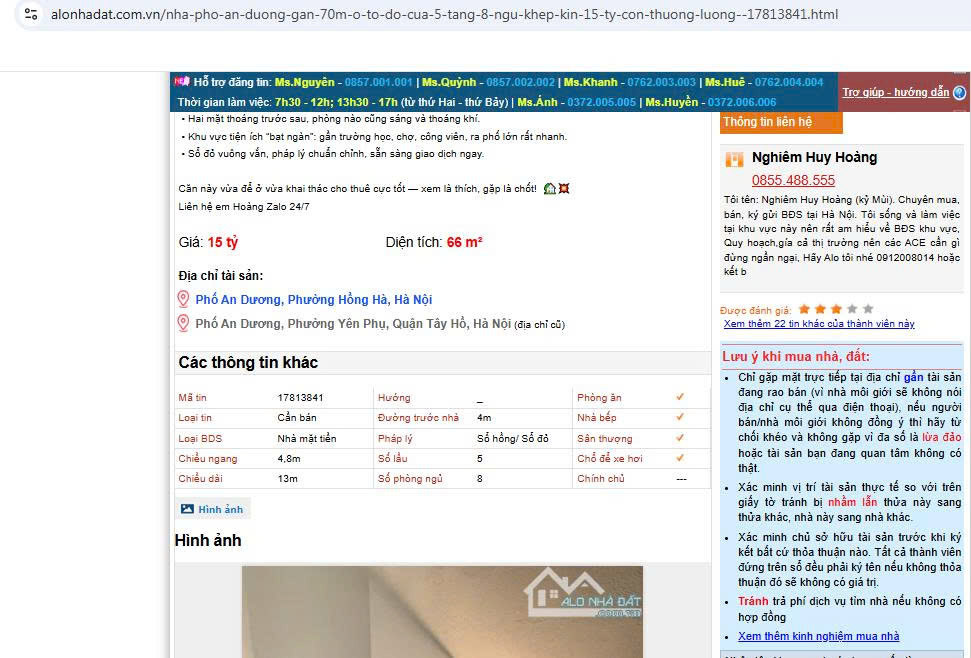 alonhadat.com.vn/nha-pho-an-duong-gan-70m-o-to-do-cua-5-tang-8-ngu-khep-kin-15-ty-con-thuong-luong--17813841.html
Hỗ trợ đăng tin: Ms.Nguyên - 0857.001.001 | Ms.Quỳnh - 0857.002.002 | Ms.Khanh - 0762.003.003 | Ms.Huê - 0762.004.004
Thời gian làm việc: 7h30 - 12h; 13h30 - 17h (từ thứ Hai - thứ Bảy) | Ms.Ánh - 0372.005.005 | Ms.Huyền - 0372.006.006
Trợ giúp - hướng dẫn
• Hai mặt thoáng trước sau, phòng nào cũng sáng và thoáng khí.
• Khu vực tiện ích “bạt ngàn”: gần trường học, chợ, công viên, ra phố lớn rất nhanh.
• Sổ đỏ vuông vắn, pháp lý chuẩn chỉnh, sẵn sàng giao dịch ngay.
Căn này vừa để ở vừa khai thác cho thuê cực tốt — xem là thích, gặp là chốt!
Liên hệ em Hoàng Zalo 24/7
Giá: 15 tỷ
Diện tích: 66 m²
Địa chỉ tài sản:
Phố An Dương, Phường Hồng Hà, Hà Nội
Phố An Dương, Phường Yên Phụ, Quận Tây Hồ, Hà Nội (địa chỉ cũ)
Các thông tin khác
Mã tin 17813841 Hướng _ Phòng ăn
Loại tin Cần bán Đường trước nhà 4m Nhà bếp
Loại BDS Nhà mặt tiền Pháp lý Sổ hồng/ Sổ đỏ Sân thượng
Chiều ngang 4,8m Số lầu 5 Chổ để xe hơi
Chiều dài 13m Số phòng ngủ 8 Chính chủ ---
Hình ảnh
Hình ảnh
ALO NHÀ ĐẤT
Thông tin liên hệ
Nghiêm Huy Hoàng
0855.488.555
Tôi tên: Nghiêm Huy Hoàng (kỷ Mùi). Chuyên mua,
bán, ký gửi BĐS tại Hà Nội. Tôi sống và làm việc
tại khu vực này nên rất am hiểu về BĐS khu vực,
Quy hoạch,gía cả thị trường nên các ACE cần gì
đừng ngần ngại, Hãy Alo tôi nhé 0912008014 hoặc
kết b
Được đánh giá:
Xem thêm 22 tin khác của thành viên này
Lưu ý khi mua nhà, đất:
• Chỉ gặp mặt trực tiếp tại địa chỉ gần tài sản
đang rao bán (vì nhà môi giới sẽ không nói
địa chỉ cụ thể qua điện thoại), nếu người
bán/nhà môi giới không đồng ý thì hãy từ
chối khéo và không gặp vì đa số là lừa đảo
hoặc tài sản bạn đang quan tâm không có
thật.
• Xác minh vị trí tài sản thực tế so với trên
giấy tờ tránh bị nhầm lẫn thửa này sang
thửa khác, nhà này sang nhà khác.
• Xác minh chủ sở hữu tài sản trước khi ký
kết bất cứ thỏa thuận nào. Tất cả thành viên
đứng trên sổ đều phải ký tên nếu không thỏa
thuận đó sẽ không có giá trị.
• Tránh trả phí dịch vụ tìm nhà nếu không có
hợp đồng
• Xem thêm kinh nghiệm mua nhà